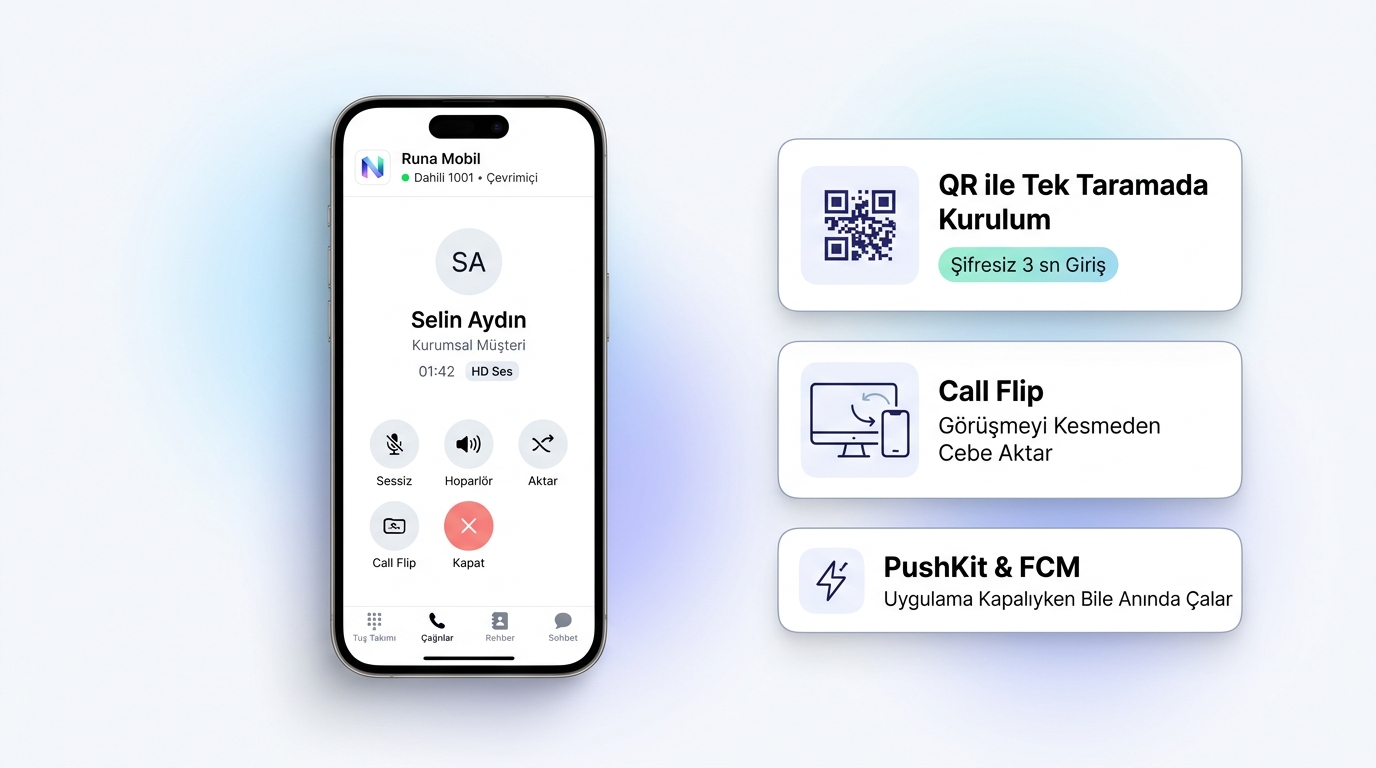 Runa Mobil
Dahili 1001 • Çevrimiçi
SA
Selin Aydın
Kurumsal Müşteri
01:42
HD Ses
Sessiz
Hoparlör
Aktar
Call Flip
Kapat
Tuş Takımı
Çağnlar
Rehber
Sohbet
QR ile Tek Taramada
Kurulum
Şifresiz 3 sn Giriş
Call Flip
Görüşmeyi Kesmeden
Cebe Aktar
PushKit & FCM
Uygulama Kapalıyken Bile Anında Çalar